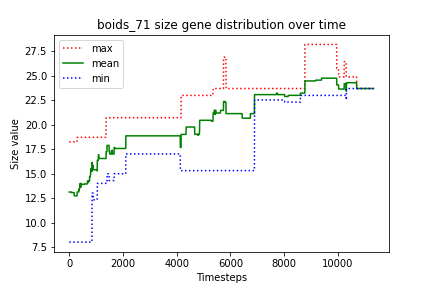 boids_71 size gene distribution over time
max
mean
min
Size value
27.5
25.0
22.5
20.0
17.5
15.0
12.5
10.0
7.5
0
2000
4000
6000
8000
10000
Timesteps